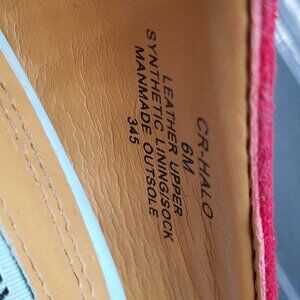 CR-HALO
6M
LEATHER UPPER
SYNTHETIC LINING/SOCK
MANMADE OUTSOLE
345